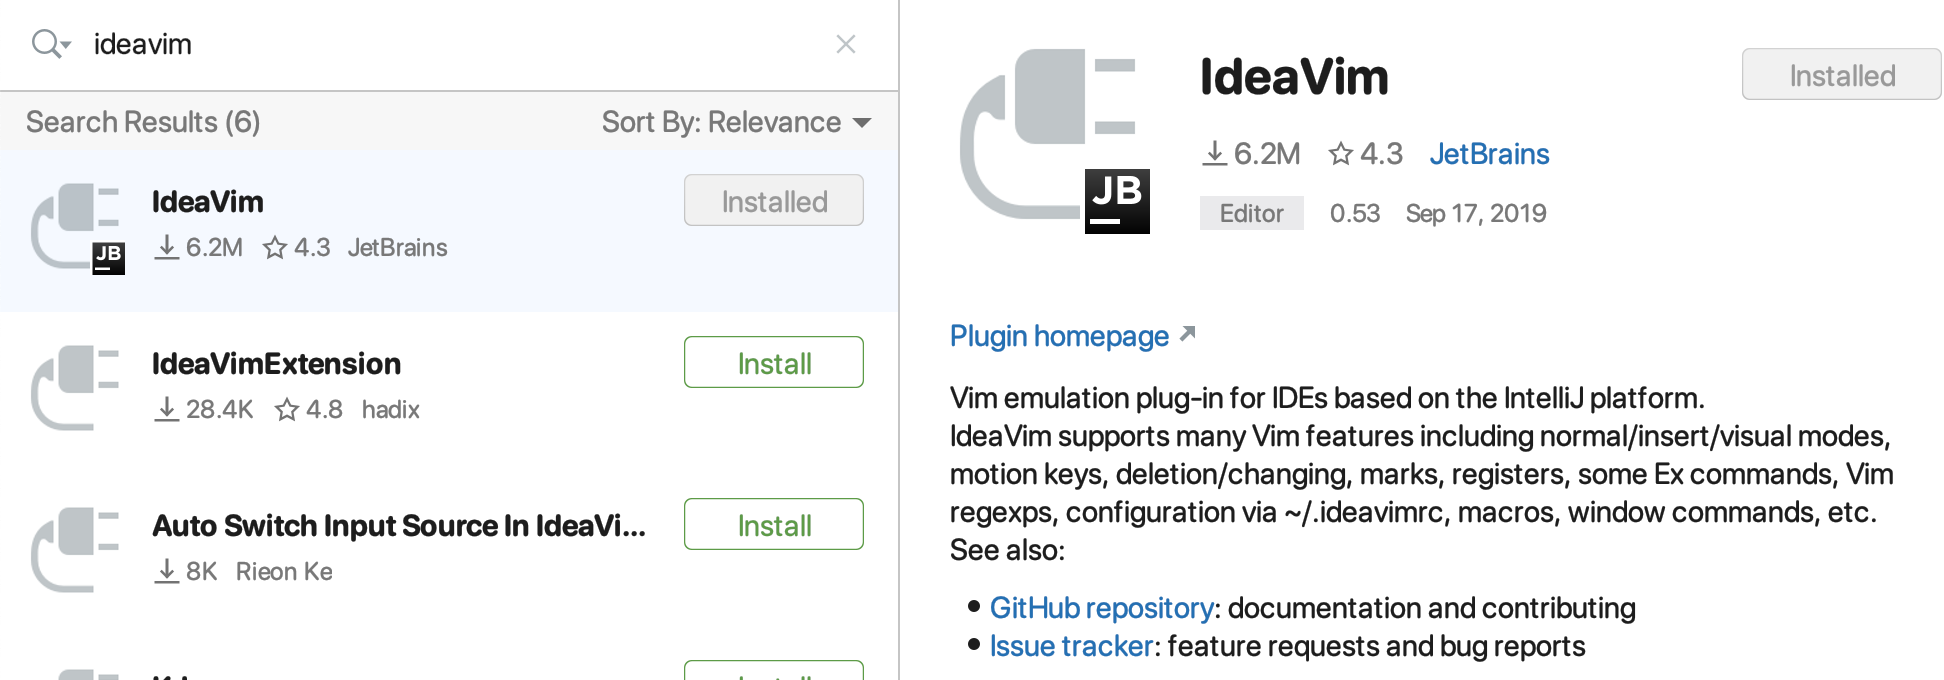 ideavim
Search Results (6)
Sort By: Relevance
IdeaVim
Installed
6.2M 4.3 JetBrains
JB
IdeaVimExtension
Install
28.4K 4.8 hadix
Auto Switch Input Source In IdeaVi...
Install
8K Rieon Ke
IdeaVim
Installed
6.2M 4.3 JetBrains
JB
Editor 0.53 Sep 17, 2019
Plugin homepage
Vim emulation plug-in for IDEs based on the IntelliJ platform.
IdeaVim supports many Vim features including normal/insert/visual modes,
motion keys, deletion/changing, marks, registers, some Ex commands, Vim
regexps, configuration via ~/.ideavimrc, macros, window commands, etc.
See also:
• GitHub repository: documentation and contributing
• Issue tracker: feature requests and bug reports